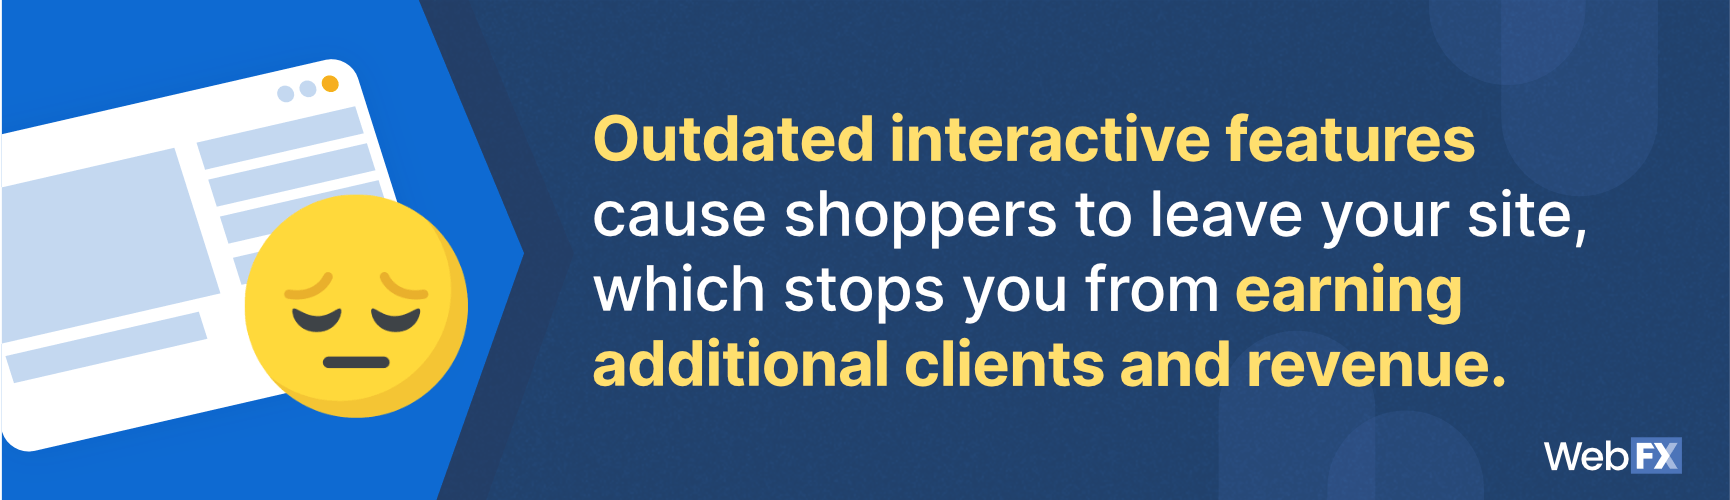 Outdated interactive features
cause shoppers to leave your site,
which stops you from earning
additional clients and revenue.
WebFX